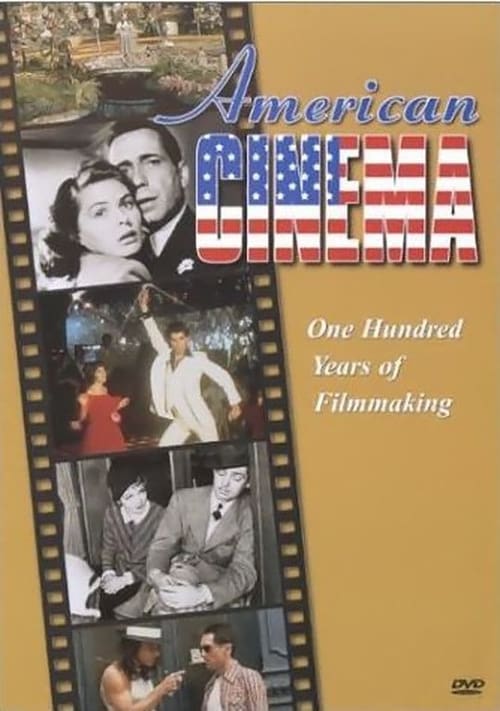 American
CINEMA
One Hundred
Years of
Filmmaking
DVD